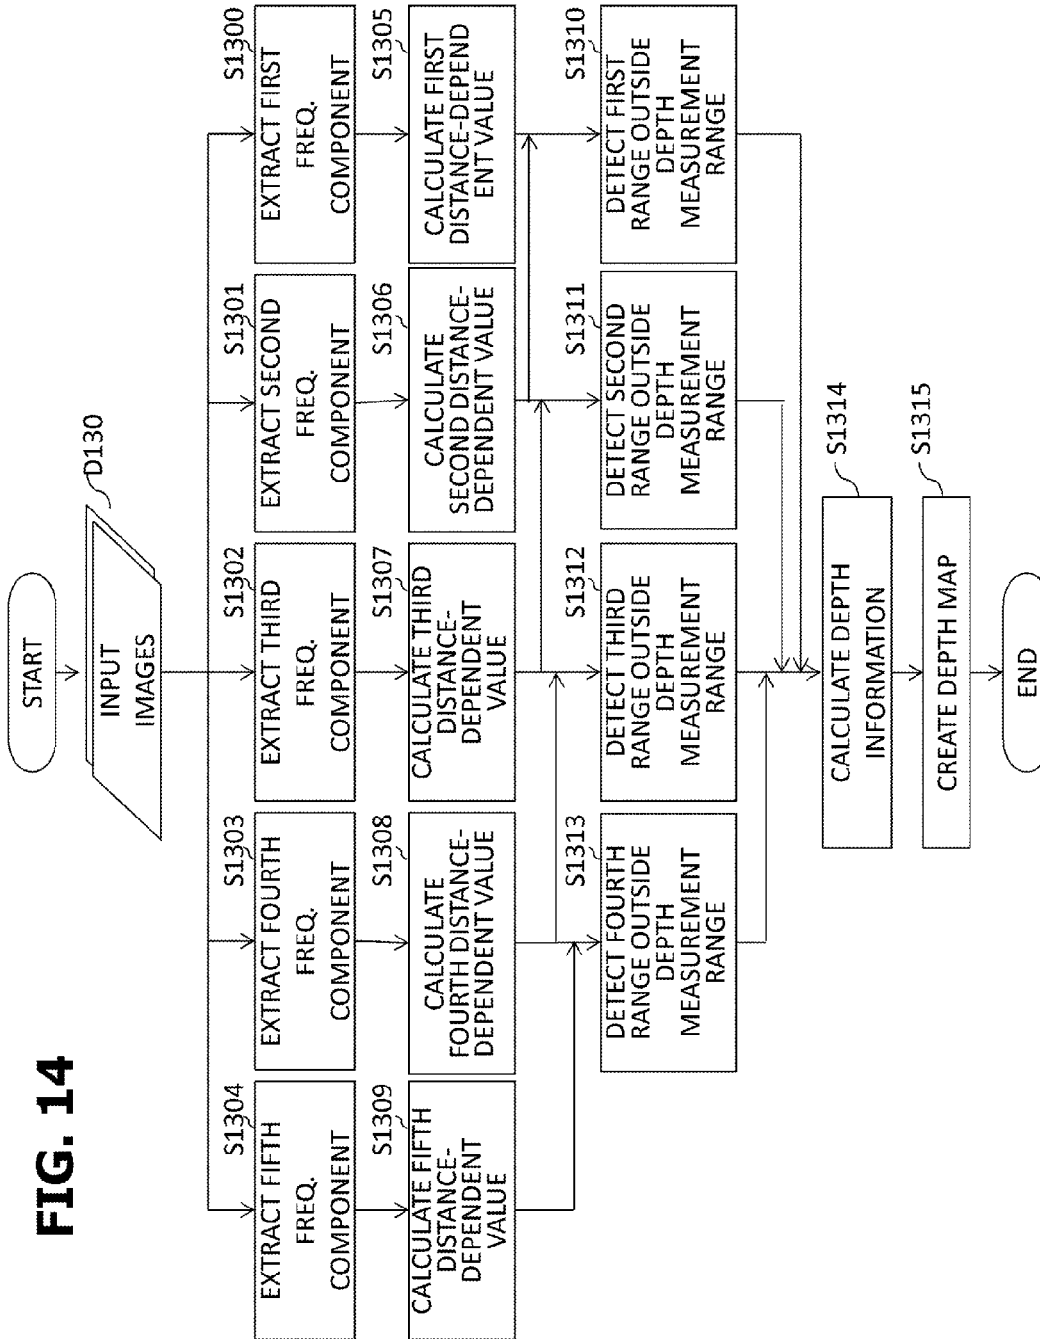 FIG. 14
START
D130
INPUT
IMAGES
S1304
EXTRACT FIFTH
FREQ.
COMPONENT
S1303
EXTRACT FOURTH
FREQ.
COMPONENT
S1302
EXTRACT THIRD
FREQ.
COMPONENT
S1301
EXTRACT SECOND
FREQ.
COMPONENT
S1300
EXTRACT FIRST
FREQ.
COMPONENT
S1309
CALCULATE FIFTH
DISTANCE-
DEPENDENT
VALUE
S1308
CALCULATE
FOURTH DISTANCE-
DEPENDENT VALUE
S1307
CALCULATE THIRD
DISTANCE-
DEPENDENT
VALUE
S1306
CALCULATE
SECOND DISTANCE-
DEPENDENT VALUE
S1305
CALCULATE FIRST
DISTANCE-DEPEND
ENT VALUE
S1313
DETECT FOURTH
RANGE OUTSIDE
DEPTH
MEASUREMENT
RANGE
S1312
DETECT THIRD
RANGE OUTSIDE
DEPTH
MEASUREMENT
RANGE
S1311
DETECT SECOND
RANGE OUTSIDE
DEPTH
MEASUREMENT
RANGE
S1310
DETECT FIRST
RANGE OUTSIDE
DEPTH
MEASUREMENT
RANGE
S1314
CALCULATE DEPTH
INFORMATION
S1315
CREATE DEPTH MAP
END